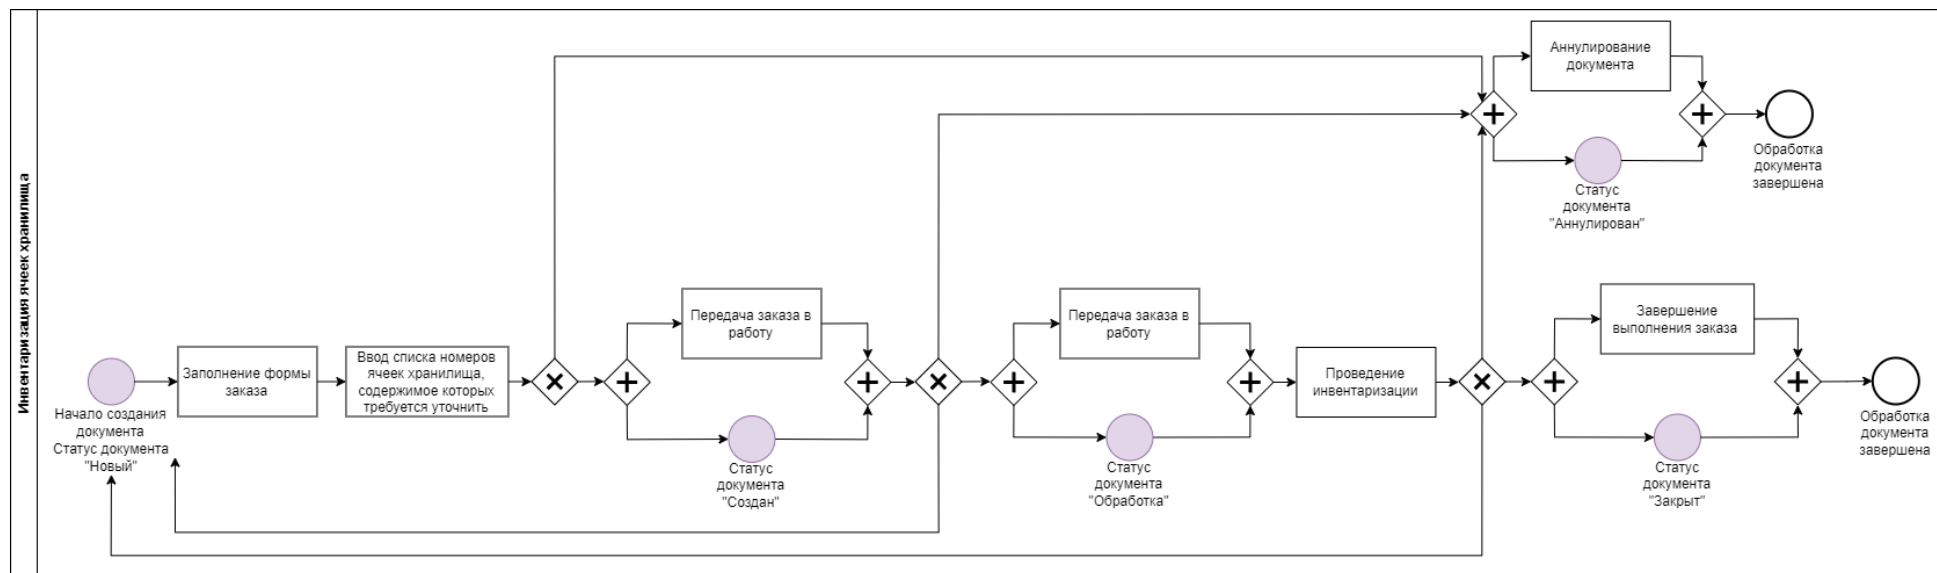 Инвентаризация ячеек хранилища
Начало создания
документа
Статус документа
"Новый"
Заполнение формы
заказа
Ввод списка номеров
ячеек хранилища,
содержимое которых
требуется уточнить
Передача заказа в
работу
Статус
документа
"Создан"
Передача заказа в
работу
Статус
документа
"Обработка"
Проведение
инвентаризации
Аннулирование
документа
Статус
документа
"Аннулирован"
Обработка
документа
завершена
Завершение
выполнения заказа
Статус
документа
"Закрыт"
Обработка
документа
завершена